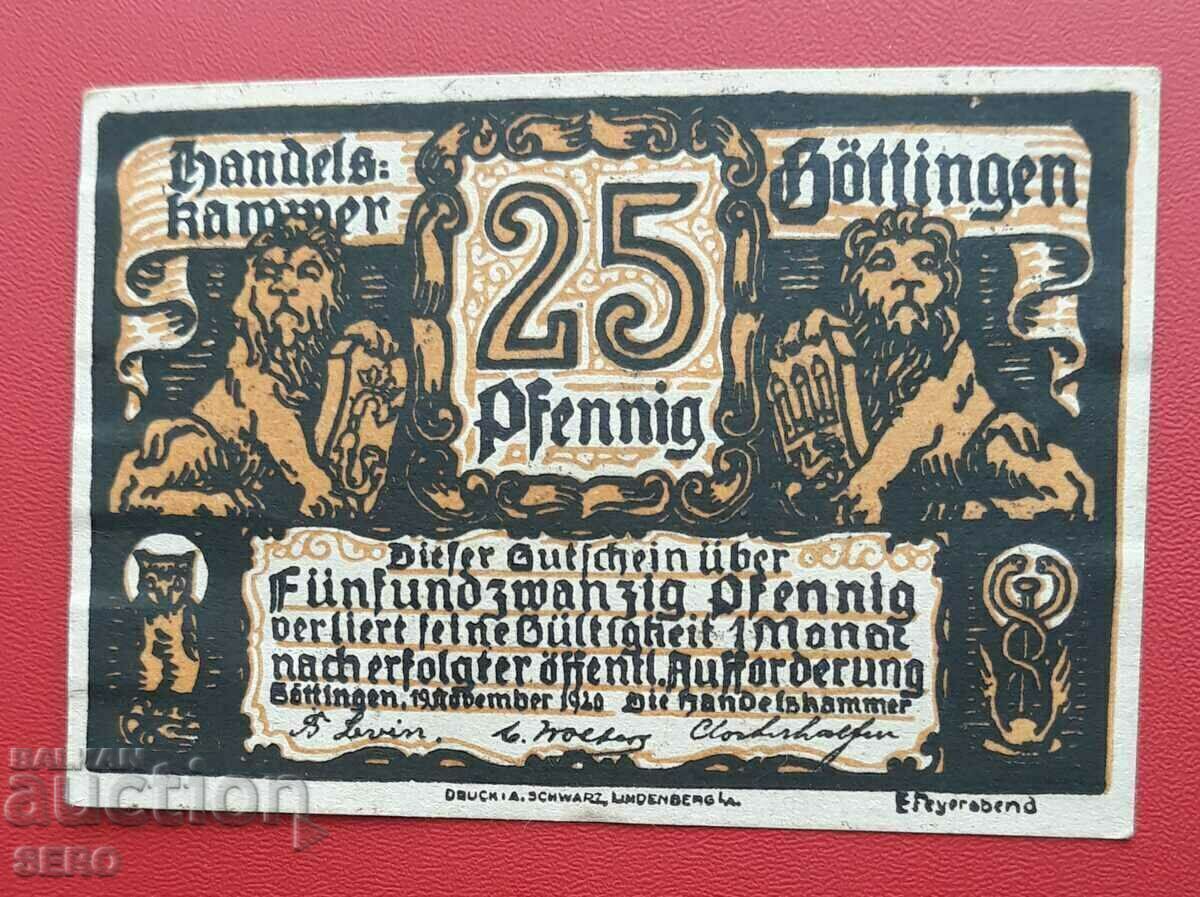 Handels=
kammer
Göttingen
25
Pfennig
Dieser Gutschein über
Fünfundzwanzig Pfennig
verliert seine Gültigkeit 1 Monat
nach erfolgter öffentl. Aufforderung
Göttingen, 19. November 1920 Die Handelskammer
Levin.
DRUCK I A. SCHWARZ, LINDENBERG I/A.
E Feyerabend
BALKAN
auction
SERO